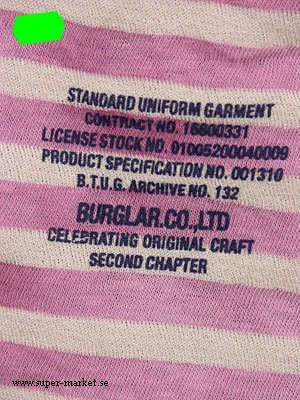 STANDARD UNIFORM GARMENT
CONTRACT NO. 16600331
LICENSE STOCK NO. 01005200040009
PRODUCT SPECIFICATION NO. 001310
B.T.U.G. ARCHIVE NO. 132
BURGLAR.CO.,LTD
CELEBRATING ORIGINAL CRAFT
SECOND CHAPTER
www.super-market.se